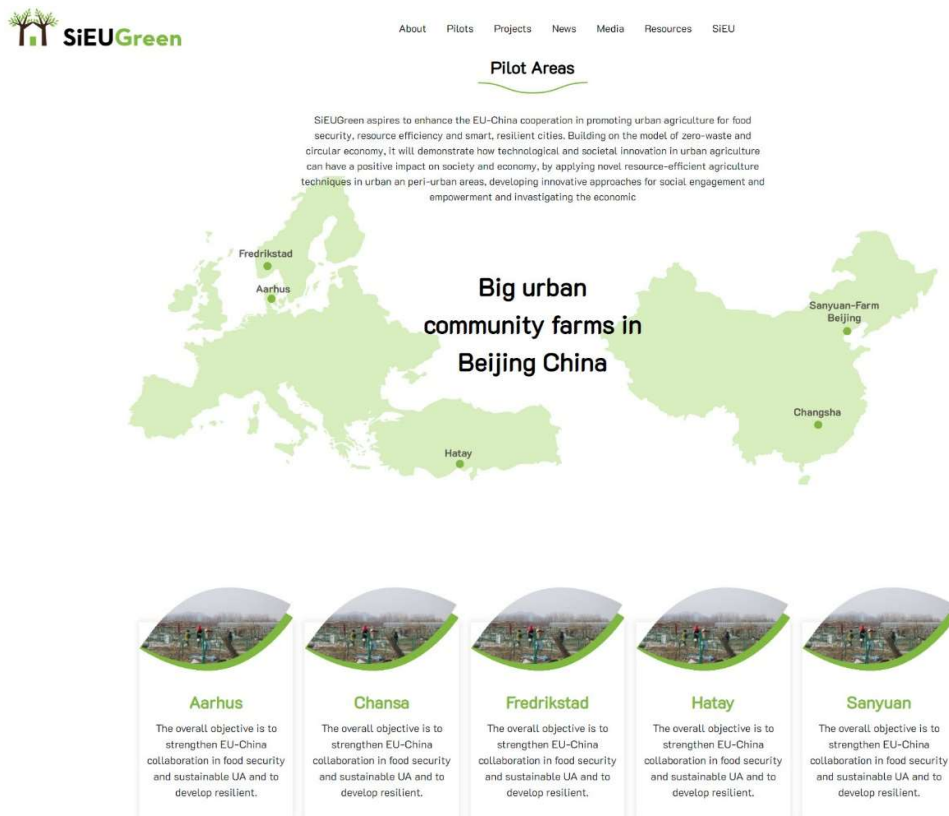 SiEUGreen
About Pilots Projects News Media Resources SiEU
Pilot Areas
SiEUGreen aspires to enhance the EU-China cooperation in promoting urban agriculture for food
security, resource efficiency and smart, resilient cities. Building on the model of zero-waste and
circular economy, it will demonstrate how technological and societal innovation in urban agriculture
can have a positive impact on society and economy, by applying novel resource-efficient agriculture
techniques in urban an peri-urban areas, developing innovative approaches for social engagement and
empowerment and invastigating the economic
Fredrikstad
Aarhus
Big urban
community farms in
Beijing China
Sanyuan-Farm
Beijing
Changsha
Hatay
Aarhus
The overall objective is to
strengthen EU-China
collaboration in food security
and sustainable UA and to
develop resilient.
Chansa
The overall objective is to
strengthen EU-China
collaboration in food security
and sustainable UA and to
develop resilient.
Fredrikstad
The overall objective is to
strengthen EU-China
collaboration in food security
and sustainable UA and to
develop resilient.
Hatay
The overall objective is to
strengthen EU-China
collaboration in food security
and sustainable UA and to
develop resilient.
Sanyuan
The overall objective is to
strengthen EU-China
collaboration in food security
and sustainable UA and to
develop resilient.